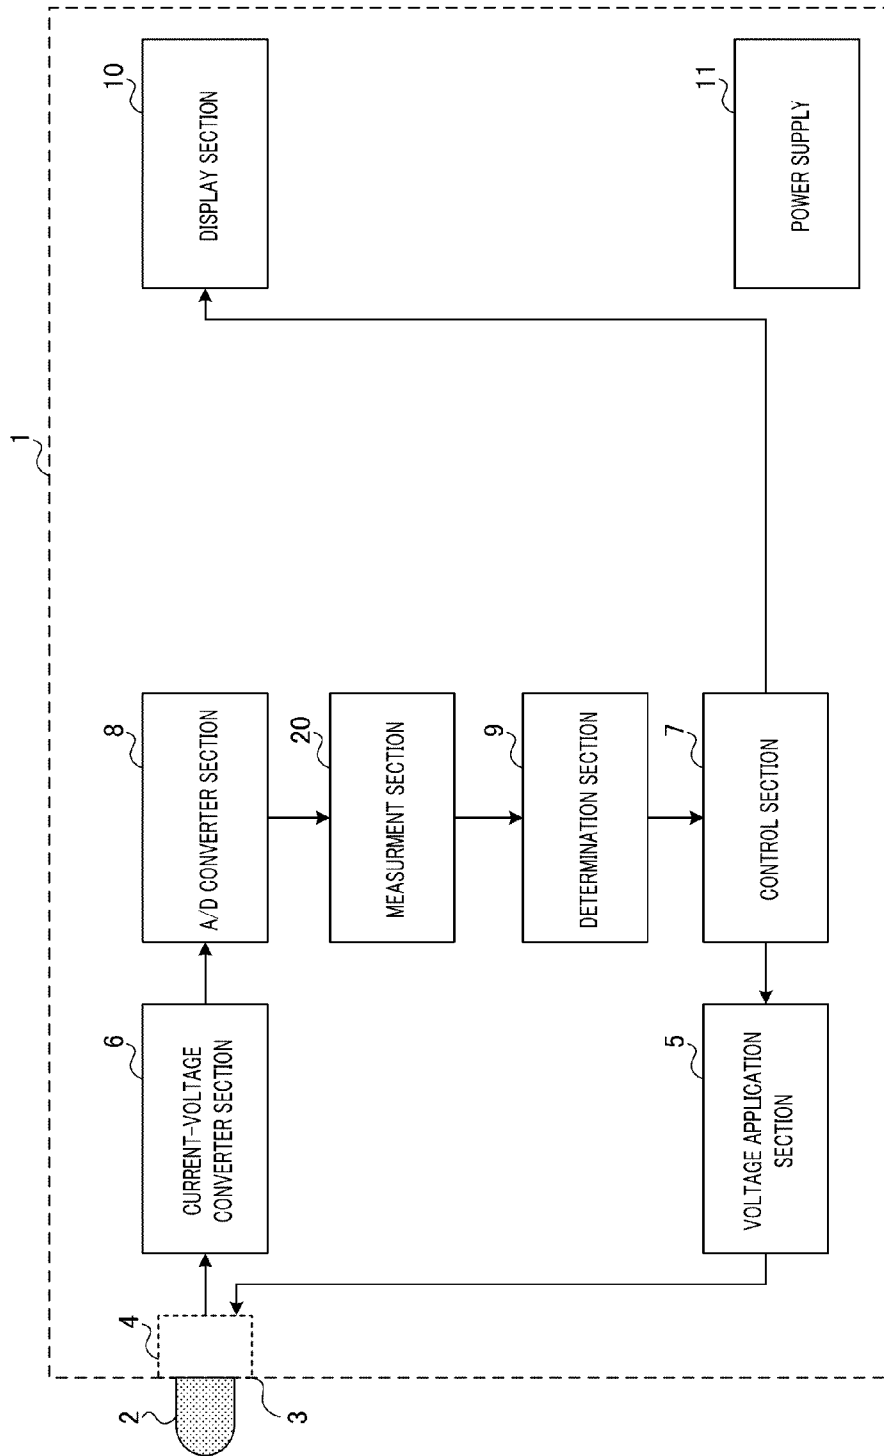 1
2
3
4
6
CURRENT-VOLTAGE
CONVERTER SECTION
8
A/D CONVERTER SECTION
10
DISPLAY SECTION
20
MEASURMENT SECTION
9
DETERMINATION SECTION
5
VOLTAGE APPLICATION
SECTION
7
CONTROL SECTION
11
POWER SUPPLY